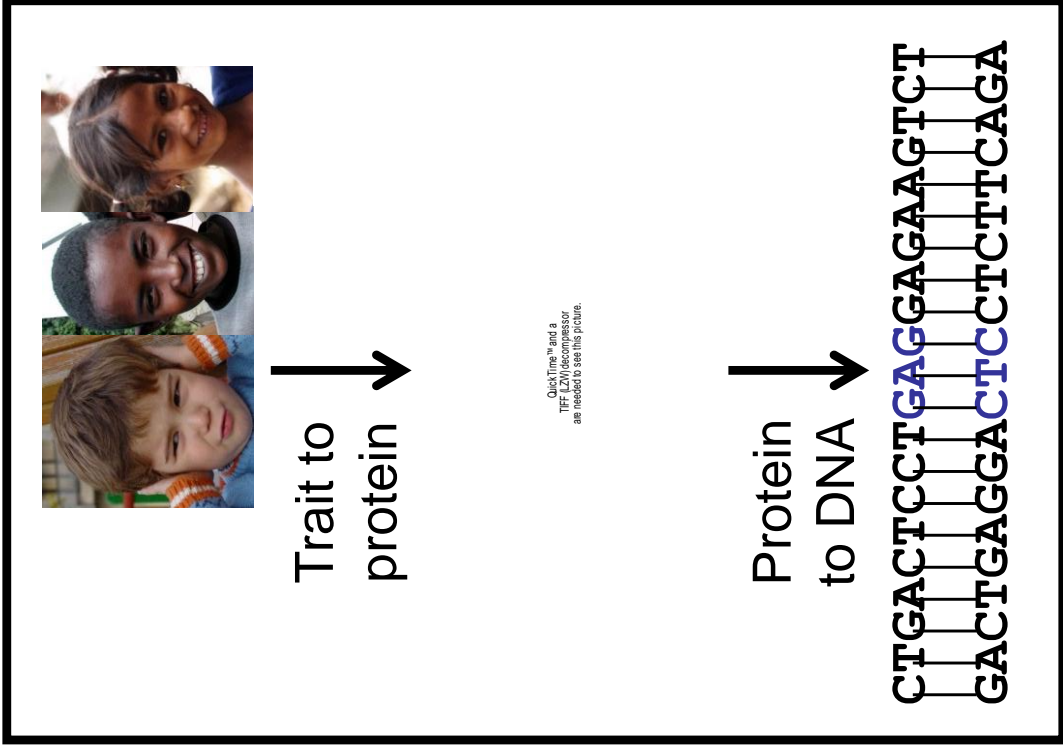 Trait to
protein
QuickTime™ and a
TIFF (LZW) decompressor
are needed to see this picture.
Protein
to DNA
CTGACTCCTGAGGAGAAGTCT
GACTGAGGACTCCTCTTCAGA